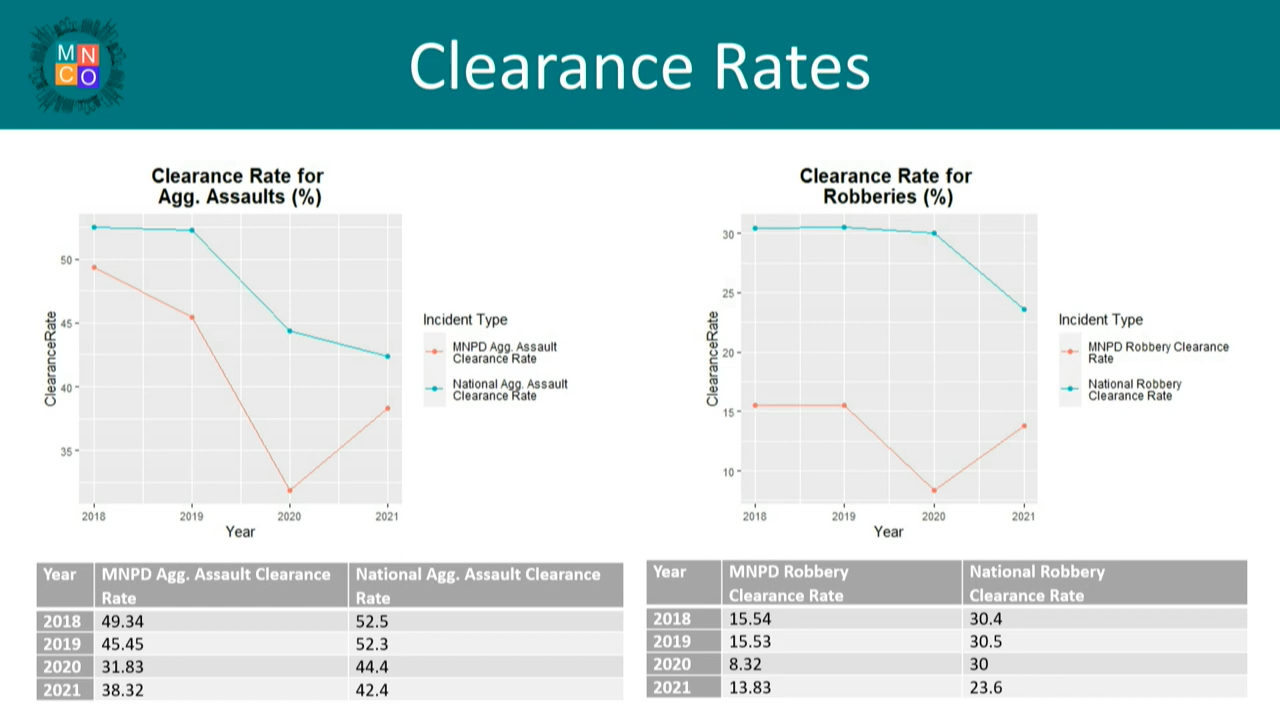 MN
CO
Clearance Rates
Clearance Rate for
Agg. Assaults (%)
ClearanceRate
50
45
40
35
2018 2019 2020 2021
Year
Incident Type
MNPD Agg. Assault
Clearance Rate
National Agg. Assault
Clearance Rate
Clearance Rate for
Robberies (%)
ClearanceRate
30
25
20
15
10
2018 2019 2020 2021
Year
Incident Type
MNPD Robbery Clearance
Rate
National Robbery
Clearance Rate
Year MNPD Agg. Assault Clearance National Agg. Assault Clearance
Rate Rate
2018 49.34 52.5
2019 45.45 52.3
2020 31.83 44.4
2021 38.32 42.4
Year MNPD Robbery National Robbery
Clearance Rate Clearance Rate
2018 15.54 30.4
2019 15.53 30.5
2020 8.32 30
2021 13.83 23.6